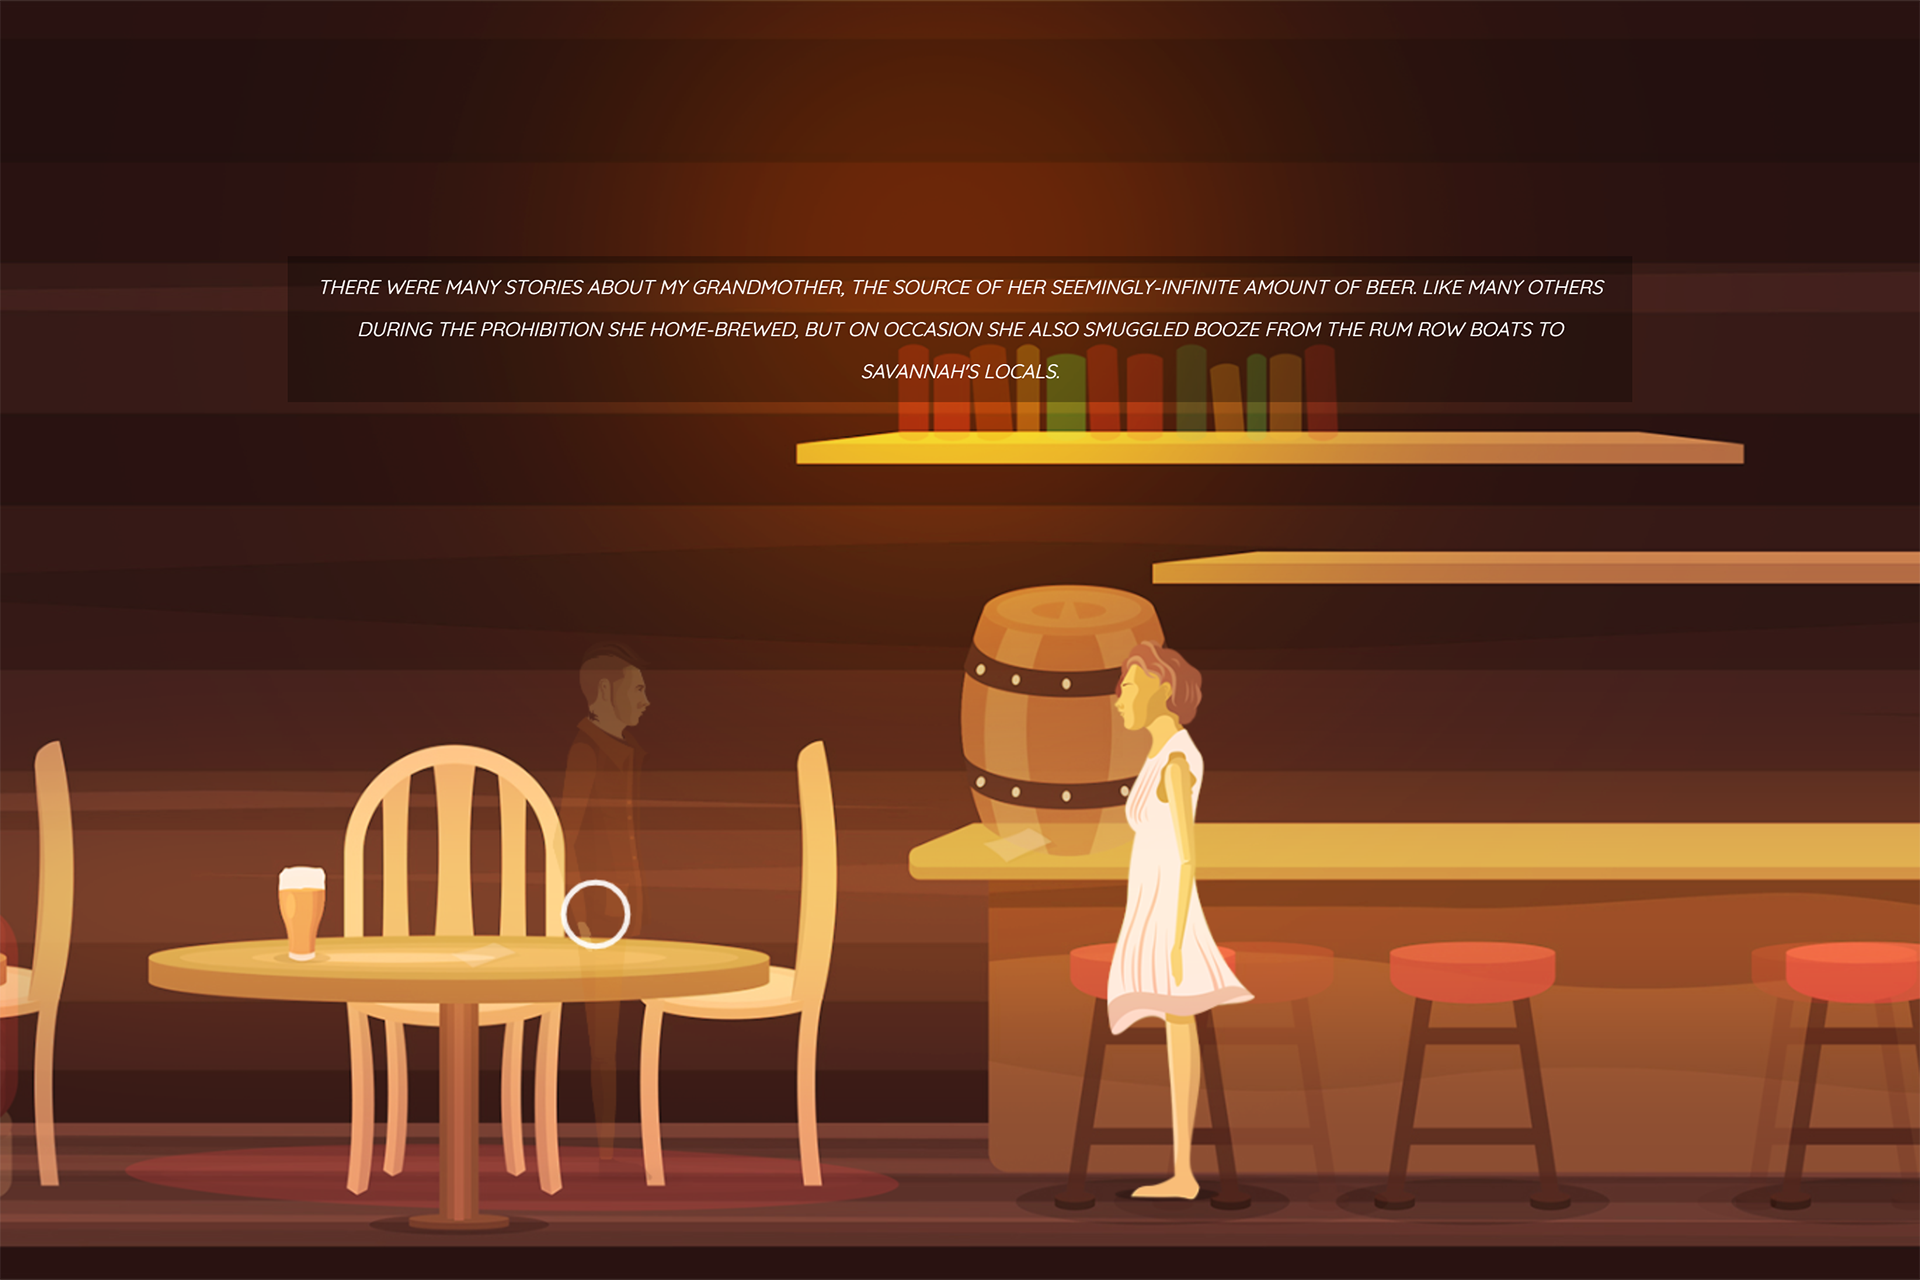 THERE WERE MANY STORIES ABOUT MY GRANDMOTHER, THE SOURCE OF HER SEEMINGLY-INFINITE AMOUNT OF BEER. LIKE MANY OTHERS
DURING THE PROHIBITION SHE HOME-BREWED, BUT ON OCCASION SHE ALSO SMUGGLED BOOZE FROM THE RUM ROW BOATS TO
SAVANNAH'S LOCALS.